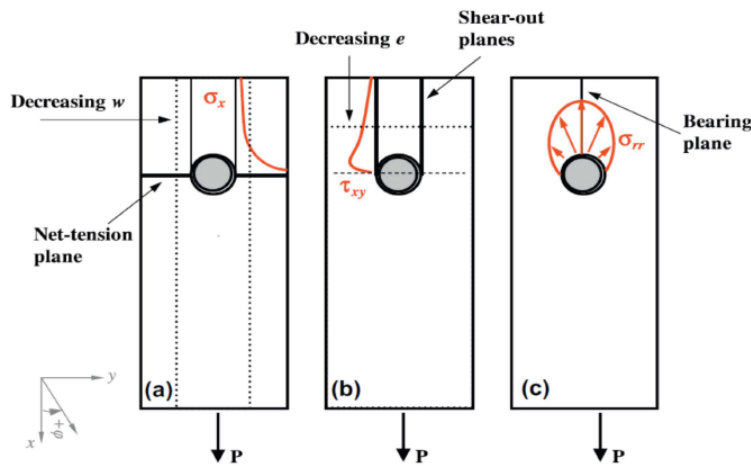 Shear-out
planes
Decreasing e
Decreasing w
σx
Bearing
plane
σrr
τxy
Net-tension
plane
y
x
ϕ+
(a)
(b)
(c)
P
P
P